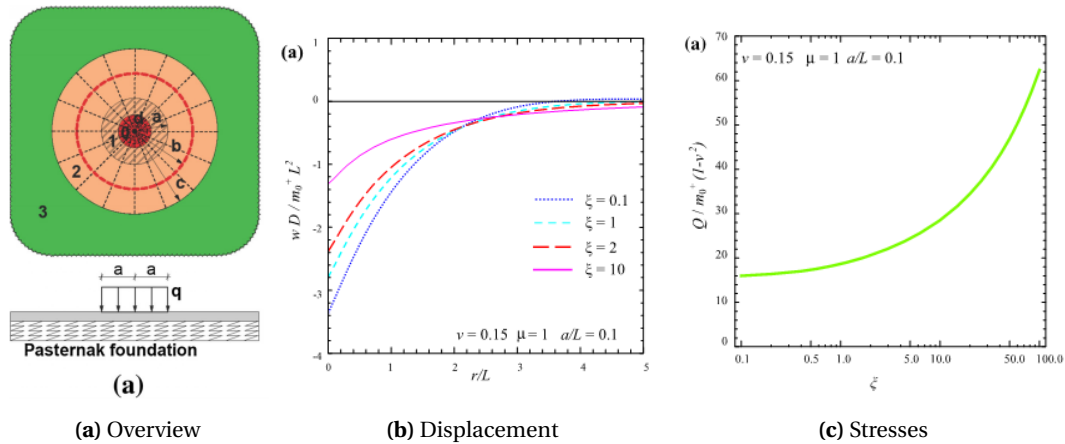 d
a
0
1
b
2
c
3
a a
q
Pasternak foundation
(a)
(a) Overview
(a)
1
0
-1
-2
-3
-4
w D / m₀⁺ L²
ξ = 0.1
ξ = 1
ξ = 2
ξ = 10
ν = 0.15 μ = 1 a/L = 0.1
0 1 2 3 4 5
r/L
(b) Displacement
(a)
ν = 0.15 μ = 1 a/L = 0.1
70
60
50
40
30
20
10
0
Q / m₀⁺ (1-ν²)
0.1 0.5 1.0 5.0 10.0 50.0 100.0
ξ
(c) Stresses